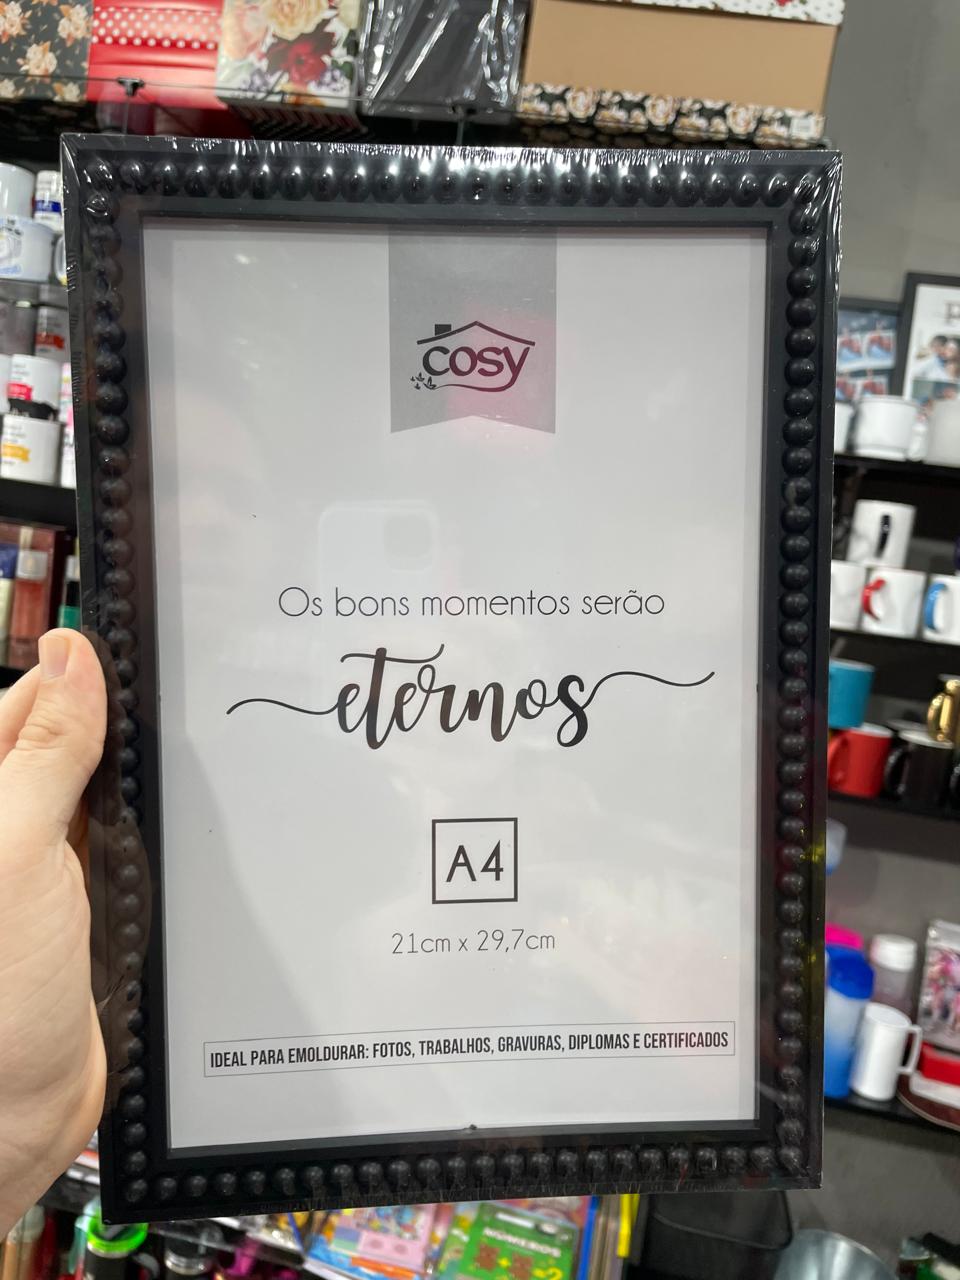 cosy
Os bons momentos serão
eternos
A4
21cm x 29,7cm
IDEAL PARA EMOLDURAR: FOTOS, TRABALHOS, GRAVURAS, DIPLOMAS E CERTIFICADOS